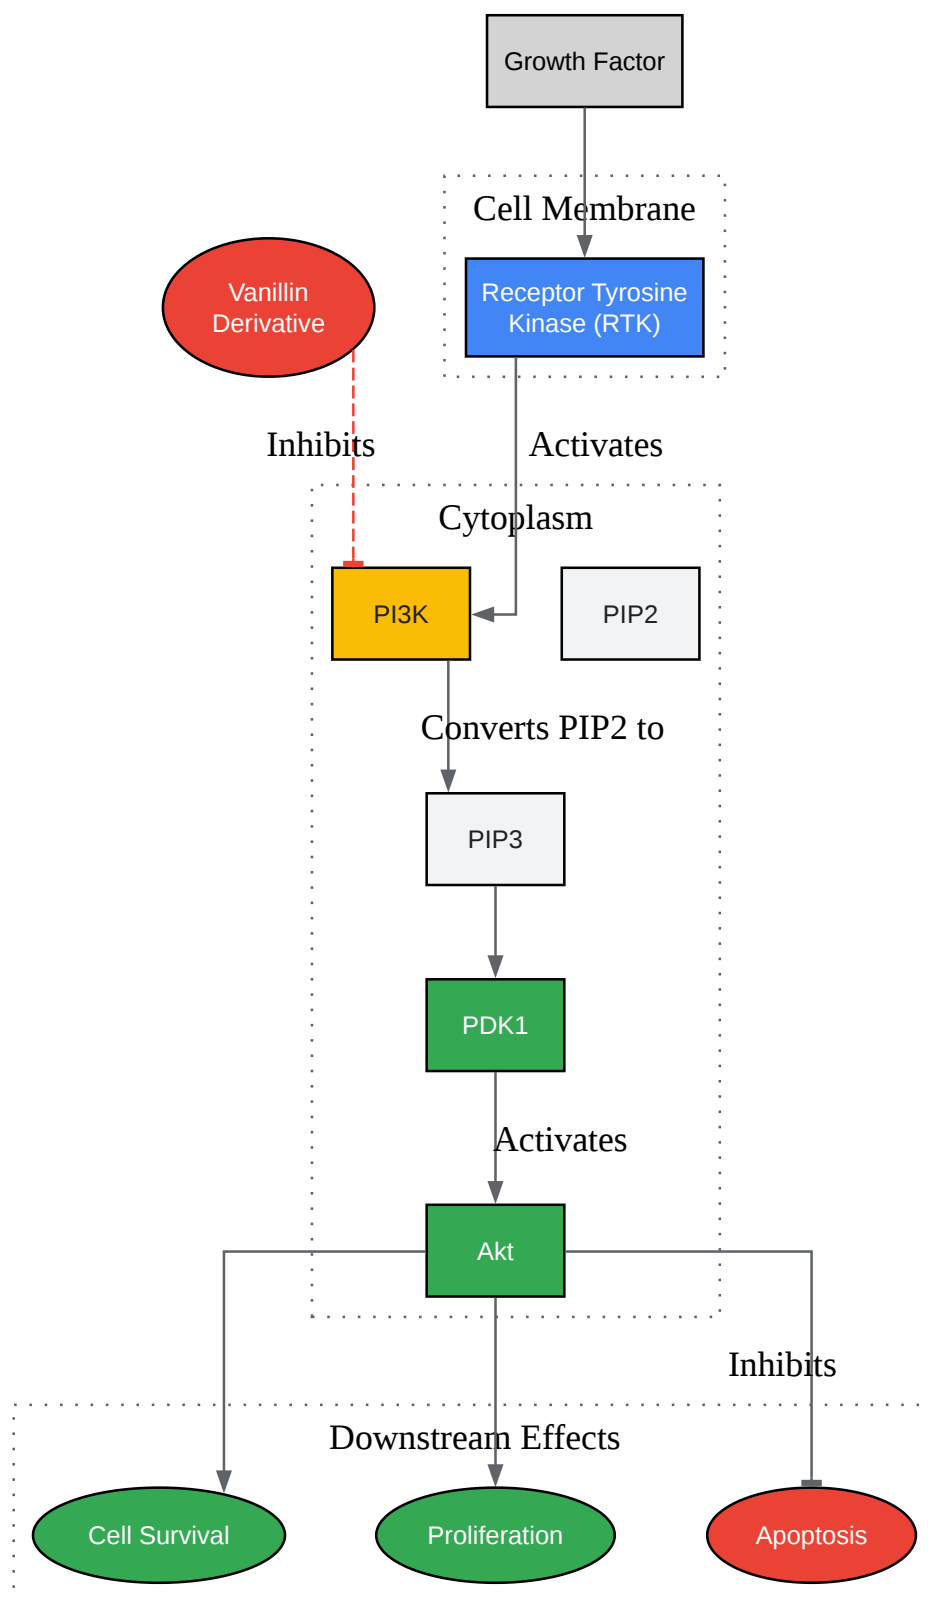 Growth Factor
Cell Membrane
Vanillin
Derivative
Receptor Tyrosine
Kinase (RTK)
Inhibits
Activates
Cytoplasm
PI3K
PIP2
Converts PIP2 to
PIP3
PDK1
Activates
Akt
Inhibits
Downstream Effects
Cell Survival
Proliferation
Apoptosis